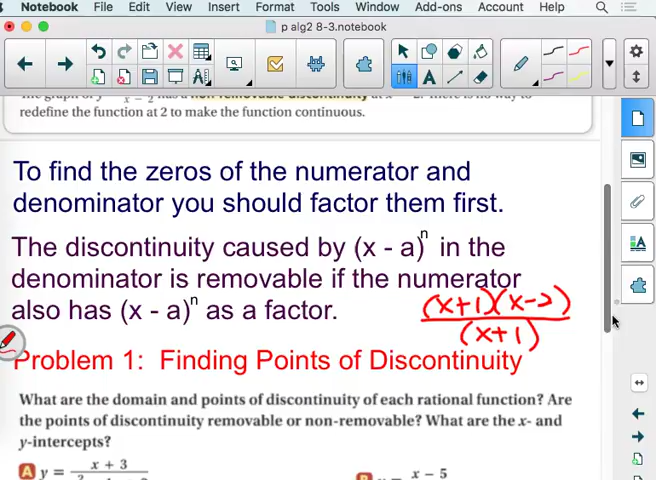 Notebook File Edit View Insert Format Tools Window Account Help
p alg2 8-3.notebook
redefine the function at 2 to make the function continuous.
To find the zeros of the numerator and
denominator you should factor them first.
The discontinuity caused by (x - a)ⁿ in the
denominator is removable if the numerator
also has (x - a)ⁿ as a factor.
(x+1)(x-2)
(x+1)
Problem 1: Finding Points of Discontinuity
What are the domain and points of discontinuity of each rational function? Are
the points of discontinuity removable or non-removable? What are the x- and
y-intercepts?
A y = x + 3
x − 5